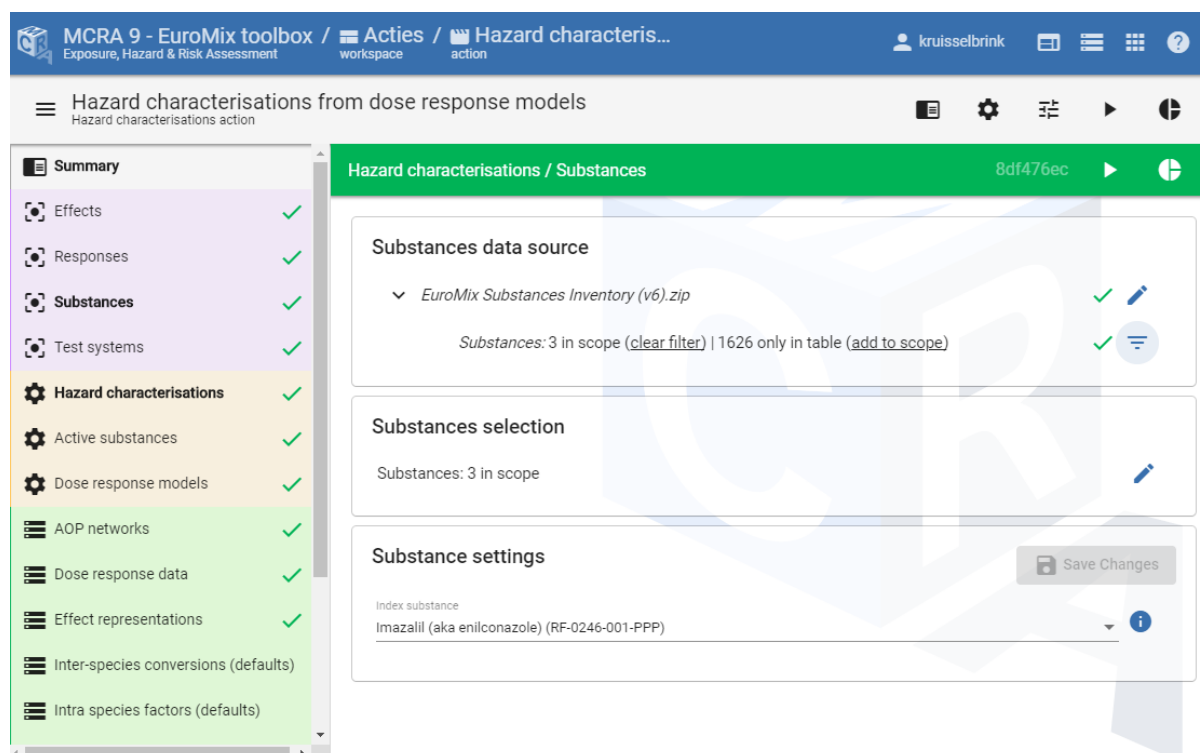 MCRA 9 - EuroMix toolbox / Acties / Hazard characteris...
Exposure, Hazard & Risk Assessment workspace action
kruisselbrink
Hazard characterisations from dose response models
Hazard characterisations action
Summary
Effects
Responses
Substances
Test systems
Hazard characterisations
Active substances
Dose response models
AOP networks
Dose response data
Effect representations
Inter-species conversions (defaults)
Intra species factors (defaults)
Hazard characterisations / Substances 8df476ec
Substances data source
EuroMix Substances Inventory (v6).zip
Substances: 3 in scope (clear filter) | 1626 only in table (add to scope)
Substances selection
Substances: 3 in scope
Substance settings
Save Changes
Index substance
Imazalil (aka enilconazole) (RF-0246-001-PPP)
CRA